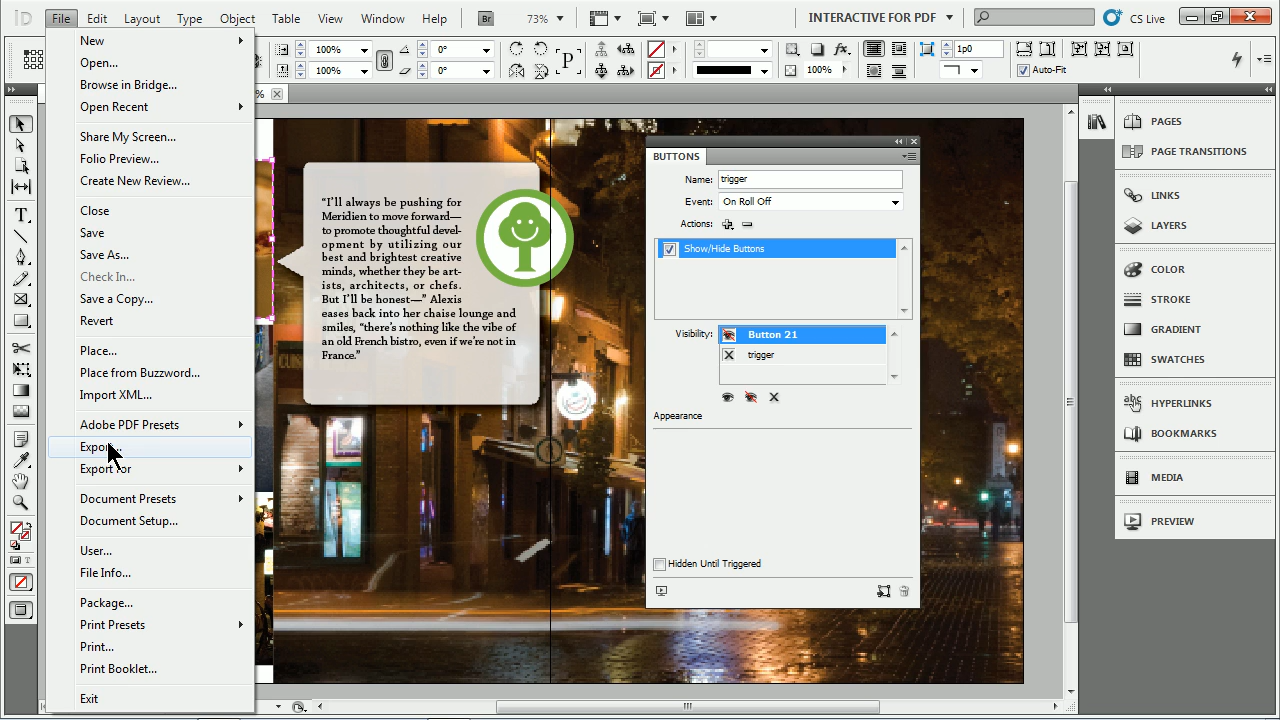 iD
File Edit Layout Type Object Table View Window Help Br 73% INTERACTIVE FOR PDF CS Live
100% 0° P fx 1p0
100% 0° P 100% Auto-Fit
%
New
Open...
Browse in Bridge...
Open Recent
Share My Screen...
Folio Preview...
Create New Review...
Close
Save
Save As...
Check In...
Save a Copy...
Revert
Place...
Place from Buzzword...
Import XML...
Adobe PDF Presets
Export...
Export For
Document Presets
Document Setup...
User...
File Info...
Package...
Print Presets
Print...
Print Booklet...
Exit
“I’ll always be pushing for
Meridien to move forward—
to promote thoughtful devel-
opment by utilizing our
best and brightest creative
minds, whether they be art-
ists, architects, or chefs.
But I’ll be honest—” Alexis
eases back into her chaise lounge and
smiles, “there’s nothing like the vibe of
an old French bistro, even if we’re not in
France.”
BUTTONS
Name: trigger
Event: On Roll Off
Actions:
Show/Hide Buttons
Visibility: Button 21
trigger
Appearance
Hidden Until Triggered
PAGES
PAGE TRANSITIONS
LINKS
LAYERS
COLOR
STROKE
GRADIENT
SWATCHES
HYPERLINKS
BOOKMARKS
MEDIA
PREVIEW